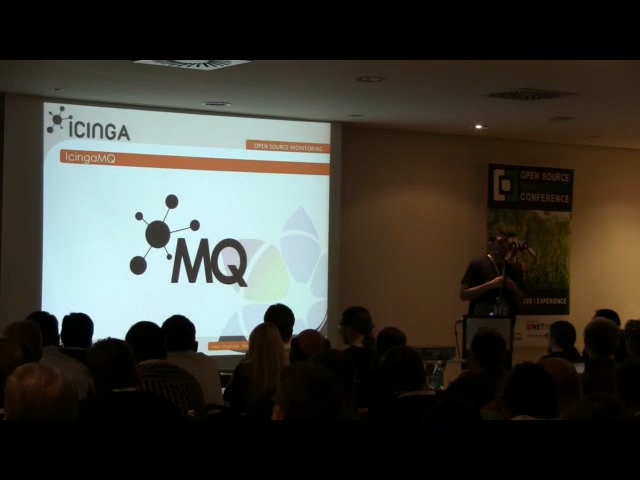 ICINGA
OPEN SOURCE MONITORING
IcingaMQ
MQ
OPEN SOURCE
CONFERENCE
EXPERIENCE